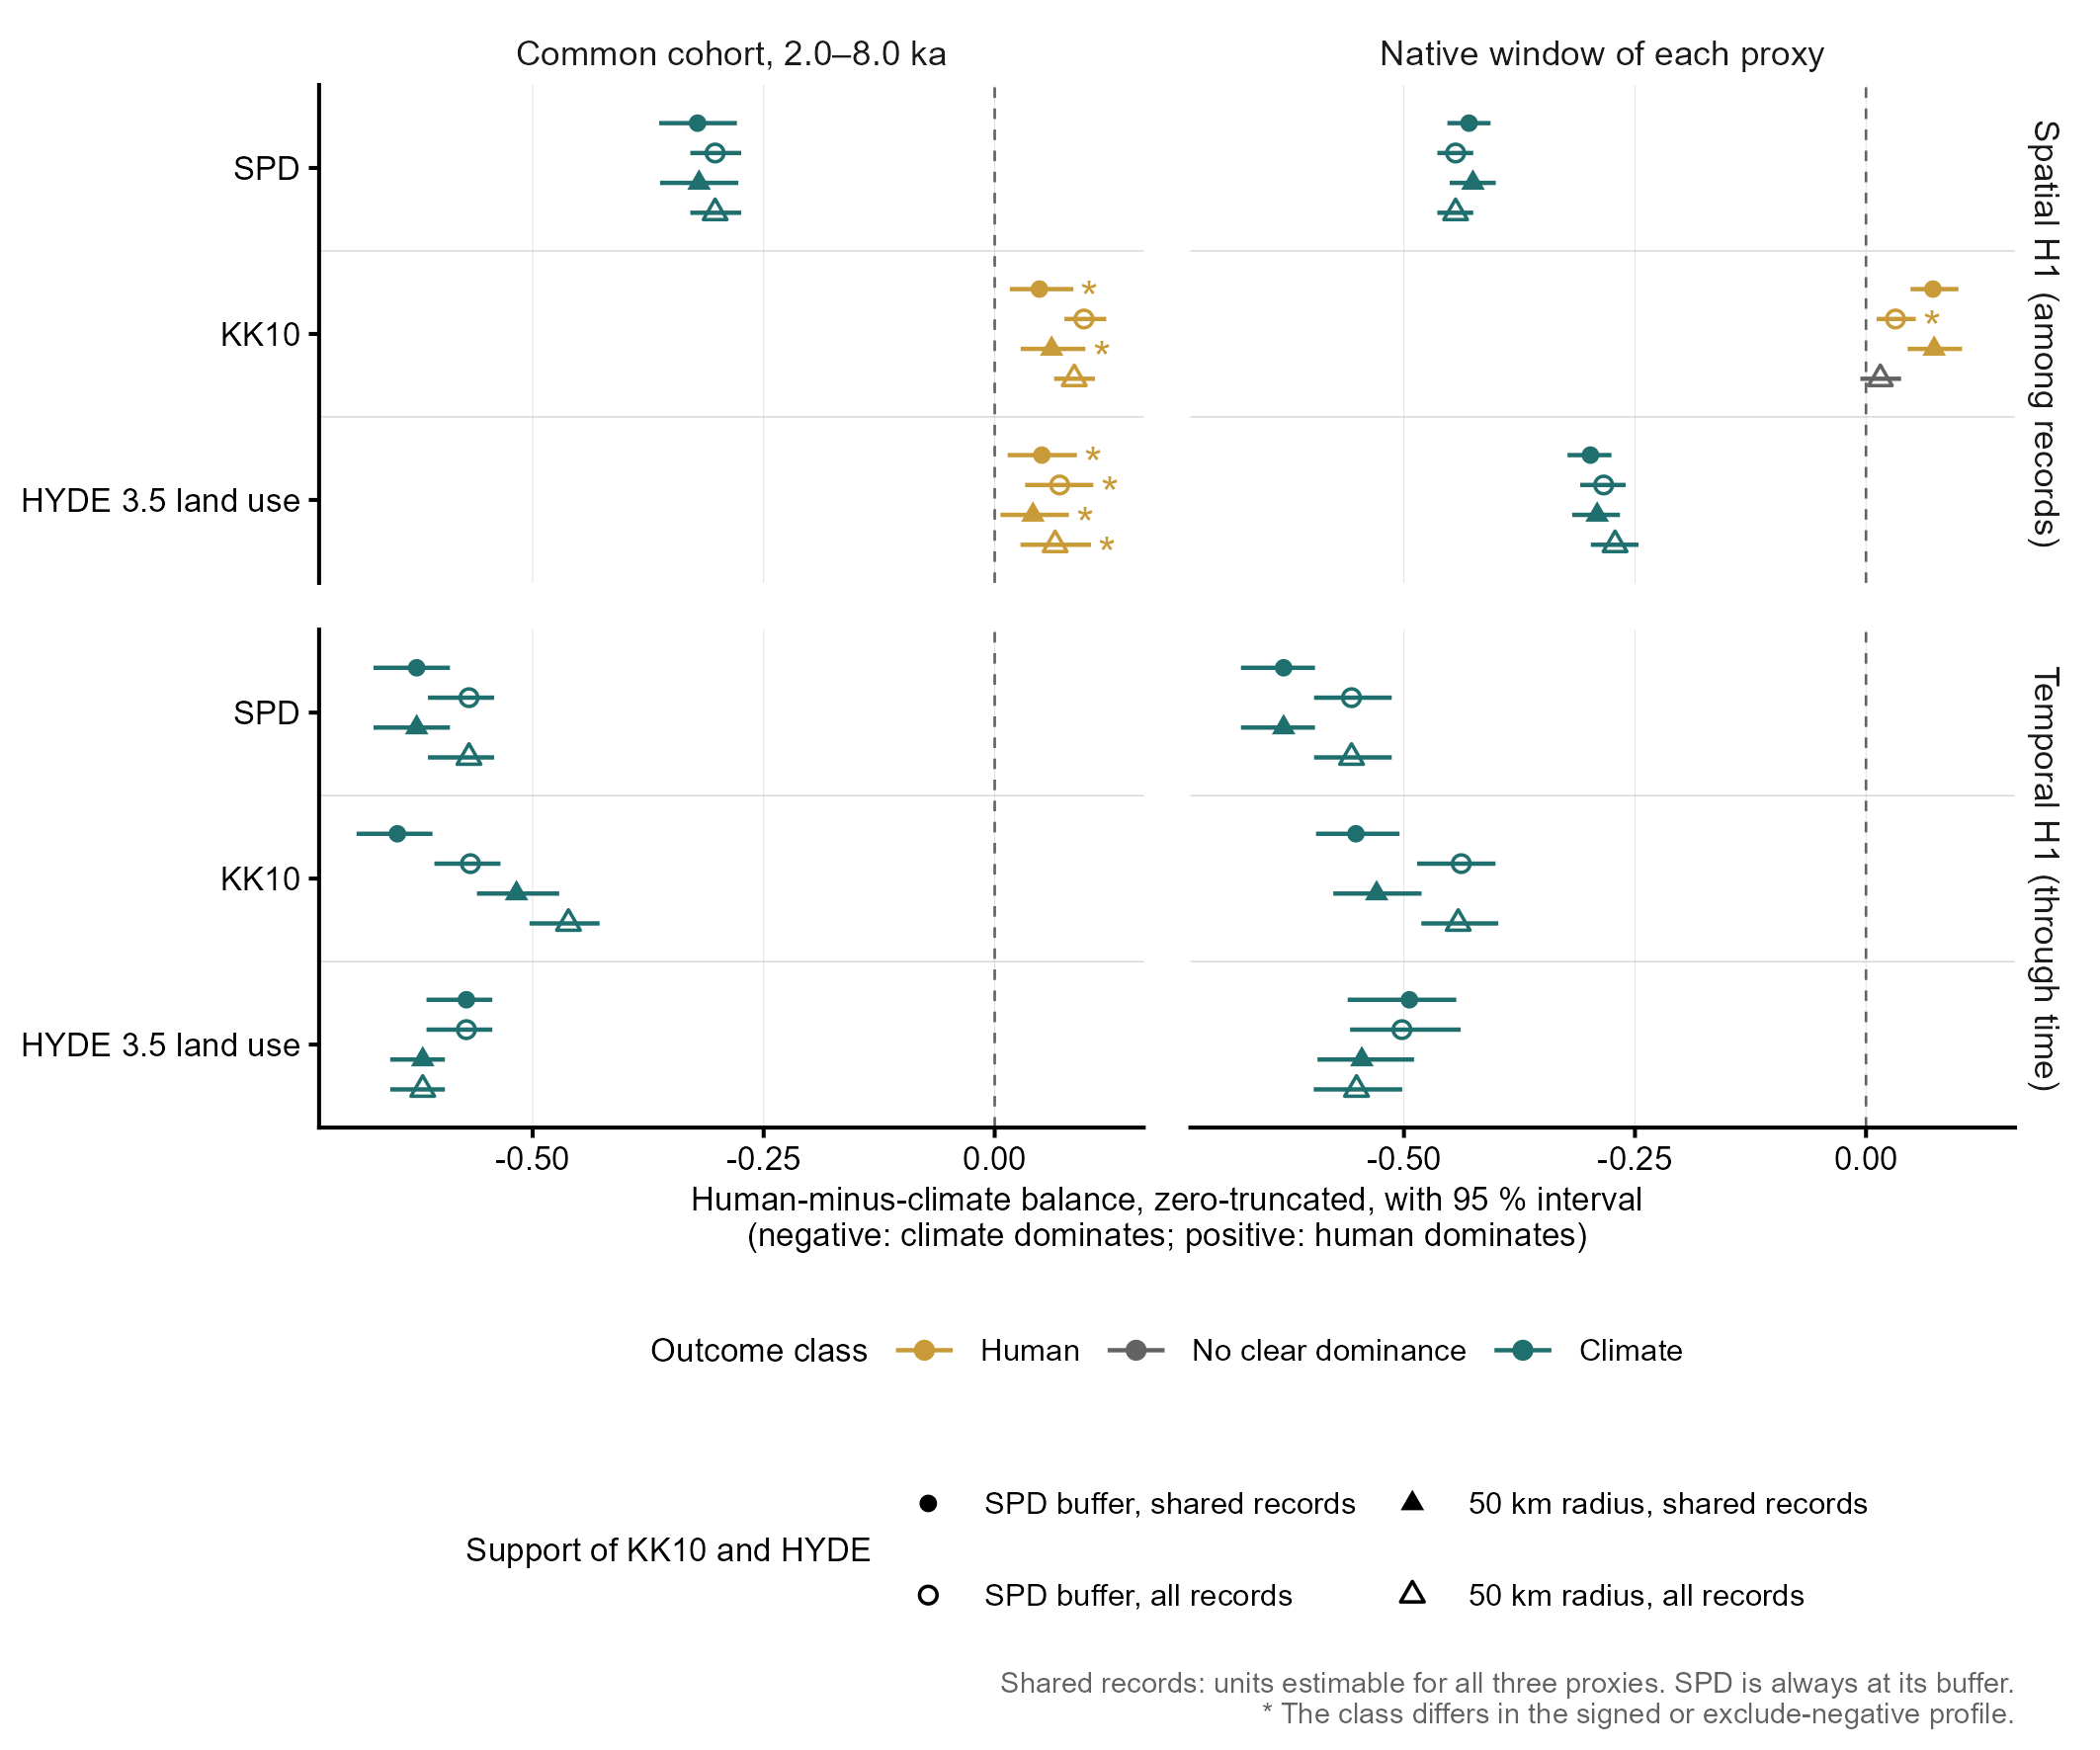 Common cohort, 2.0–8.0 ka
Native window of each proxy
SPD
*
KK10
*
*
*
HYDE 3.5 land use
*
*
*
*
Spatial H1 (among records)
SPD
KK10
HYDE 3.5 land use
Temporal H1 (through time)
-0.50 -0.25 0.00
-0.50 -0.25 0.00
Human-minus-climate balance, zero-truncated, with 95 % interval
(negative: climate dominates; positive: human dominates)
Outcome class Human No clear dominance Climate
Support of KK10 and HYDE
SPD buffer, shared records 50 km radius, shared records
SPD buffer, all records 50 km radius, all records
Shared records: units estimable for all three proxies. SPD is always at its buffer.
* The class differs in the signed or exclude-negative profile.